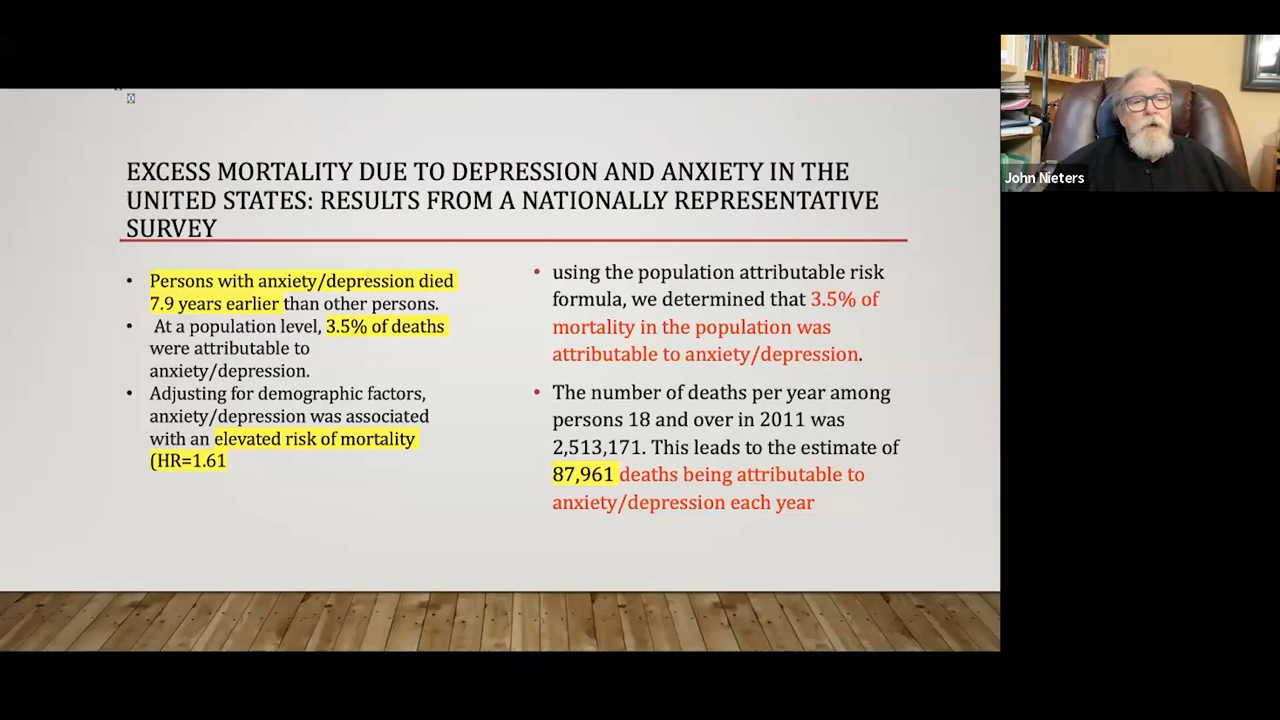 EXCESS MORTALITY DUE TO DEPRESSION AND ANXIETY IN THE
UNITED STATES: RESULTS FROM A NATIONALLY REPRESENTATIVE
SURVEY
• Persons with anxiety/depression died
7.9 years earlier than other persons.
• At a population level, 3.5% of deaths
were attributable to
anxiety/depression.
• Adjusting for demographic factors,
anxiety/depression was associated
with an elevated risk of mortality
(HR=1.61
• using the population attributable risk
formula, we determined that 3.5% of
mortality in the population was
attributable to anxiety/depression.
• The number of deaths per year among
persons 18 and over in 2011 was
2,513,171. This leads to the estimate of
87,961 deaths being attributable to
anxiety/depression each year
John Nieters